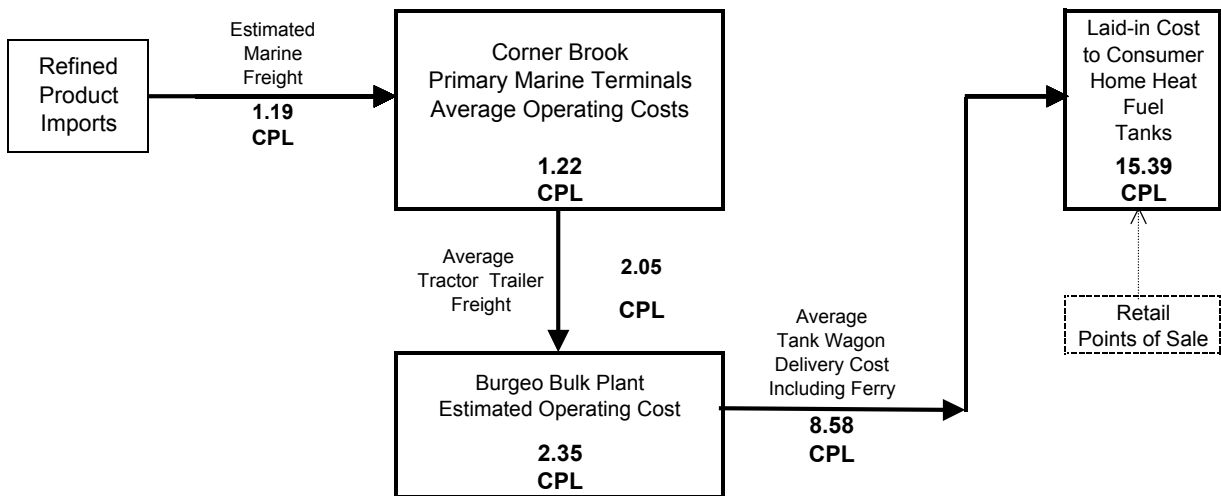 Refined
Product
Imports
Estimated
Marine
Freight
1.19
CPL
Corner Brook
Primary Marine Terminals
Average Operating Costs
1.22
CPL
Average
Tractor Trailer
Freight
2.05
CPL
Burgeo Bulk Plant
Estimated Operating Cost
2.35
CPL
Average
Tank Wagon
Delivery Cost
Including Ferry
8.58
CPL
Laid-in Cost
to Consumer
Home Heat
Fuel
Tanks
15.39
CPL
Retail
Points of Sale